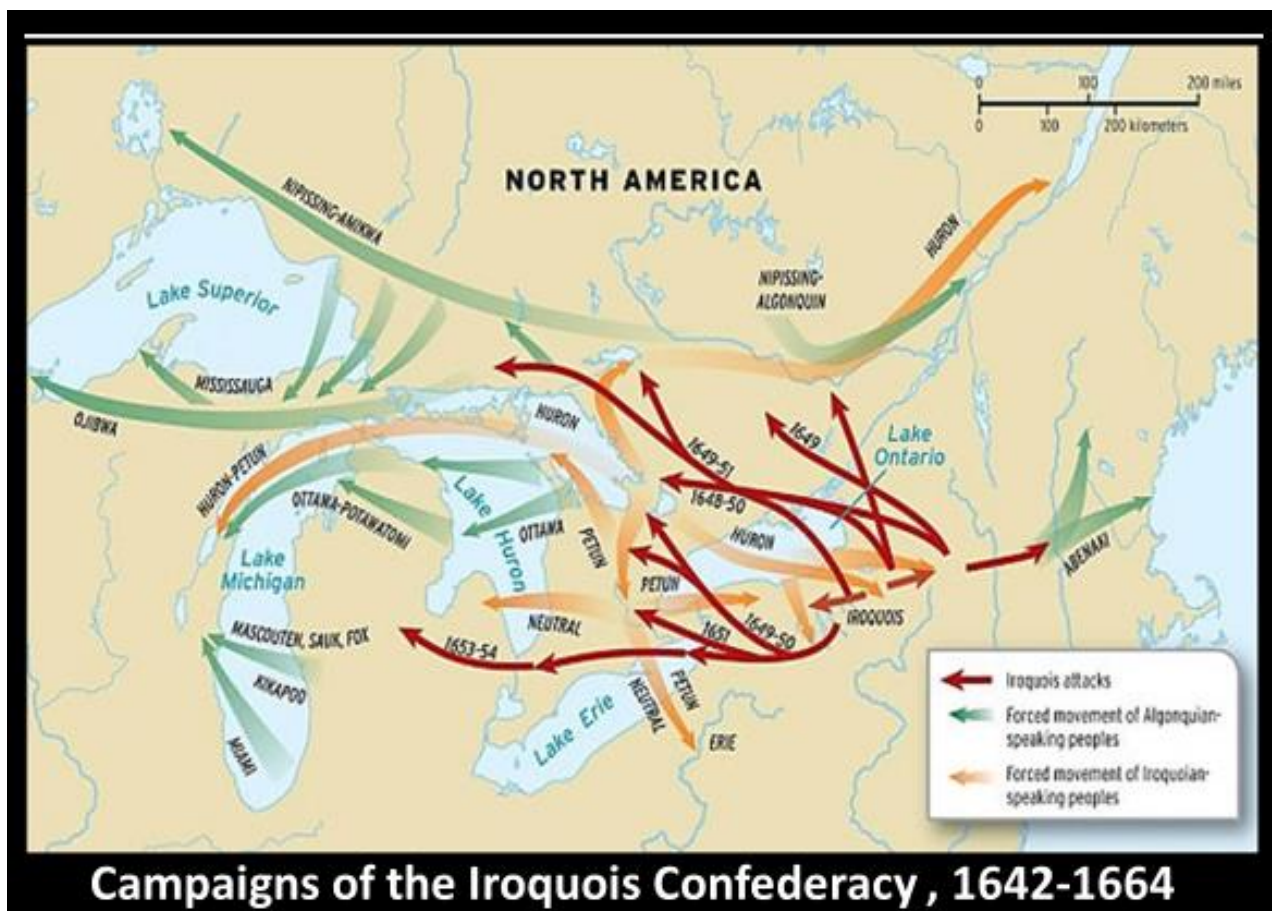 0 100 200 miles
0 100 200 kilometers
NORTH AMERICA
NIPISSING-AMIKWA
HURON
NIPISSING-
ALGONQUIN
Lake Superior
MISSISSAUGA
OJIBWA
HURON
1649-51
1649
Lake
Ontario
HURON-PETUN
1648-50
OTTAWA-POTAWATOMI
Lake
Huron
OTTAWA
PETUN
HURON
ABENAKI
Lake
Michigan
PETUN
IROQUOIS
NEUTRAL
1651
1649-50
MASCOUTEN, SAUK, FOX
1653-54
KIKAPOO
PETUN
NEUTRAL
MIAMI
Lake Erie
ERIE
Iroquois attacks
Forced movement of Algonquian-
speaking peoples
Forced movement of Iroquoian-
speaking peoples
Campaigns of the Iroquois Confederacy , 1642-1664